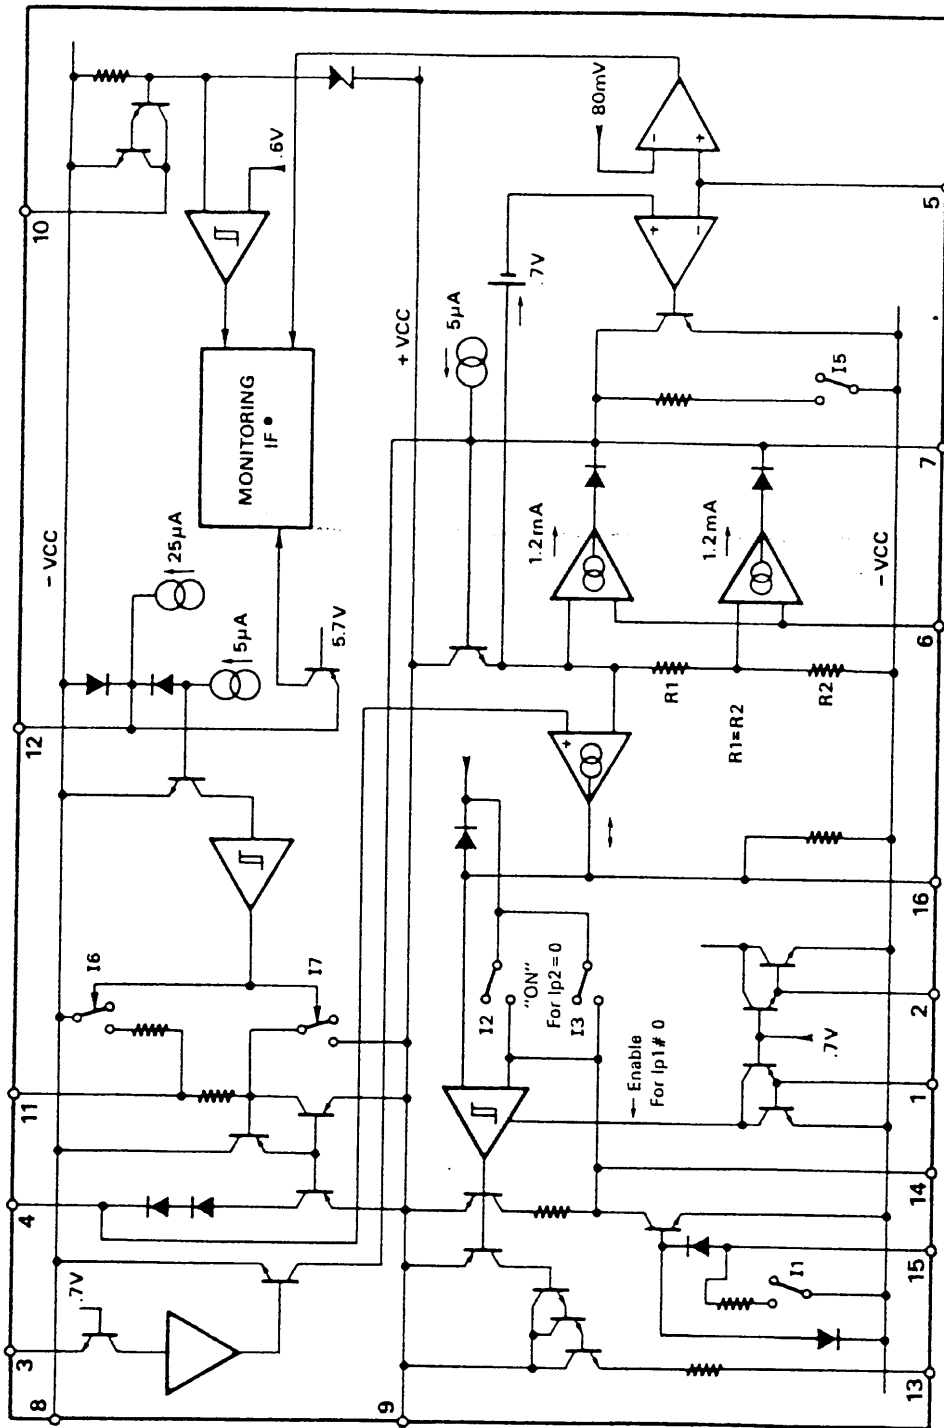 10
.6V
80mV
5
- VCC
+ VCC
MONITORING
IF •
5µA
.7V
I5
25µA
5µA
5.7V
1.2mA
1.2mA
- VCC
7
6
12
R1
R1=R2
R2
16
I6
I7
I2
"ON"
For Ip2=0
I3
Enable
For Ip1 # 0
.7V
2
1
11
4
14
15
I1
.7V
3
8
9
13